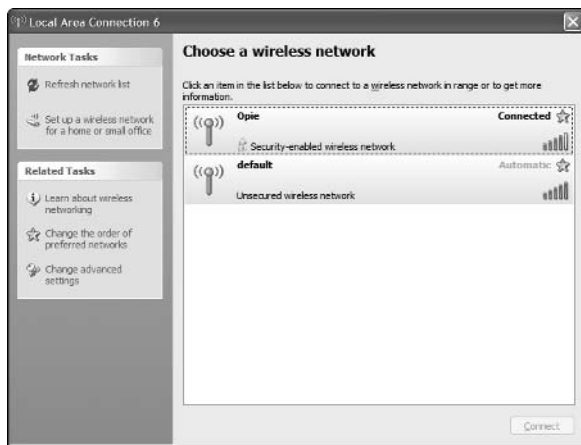 Local Area Connection 6
Network Tasks
Refresh network list
Set up a wireless network
for a home or small office
Related Tasks
Learn about wireless
networking
Change the order of
preferred networks
Change advanced
settings
Choose a wireless network
Click an item in the list below to connect to a wireless network in range or to get more
information.
Opie
Connected
Security-enabled wireless network
default
Automatic
Unsecured wireless network
Connect